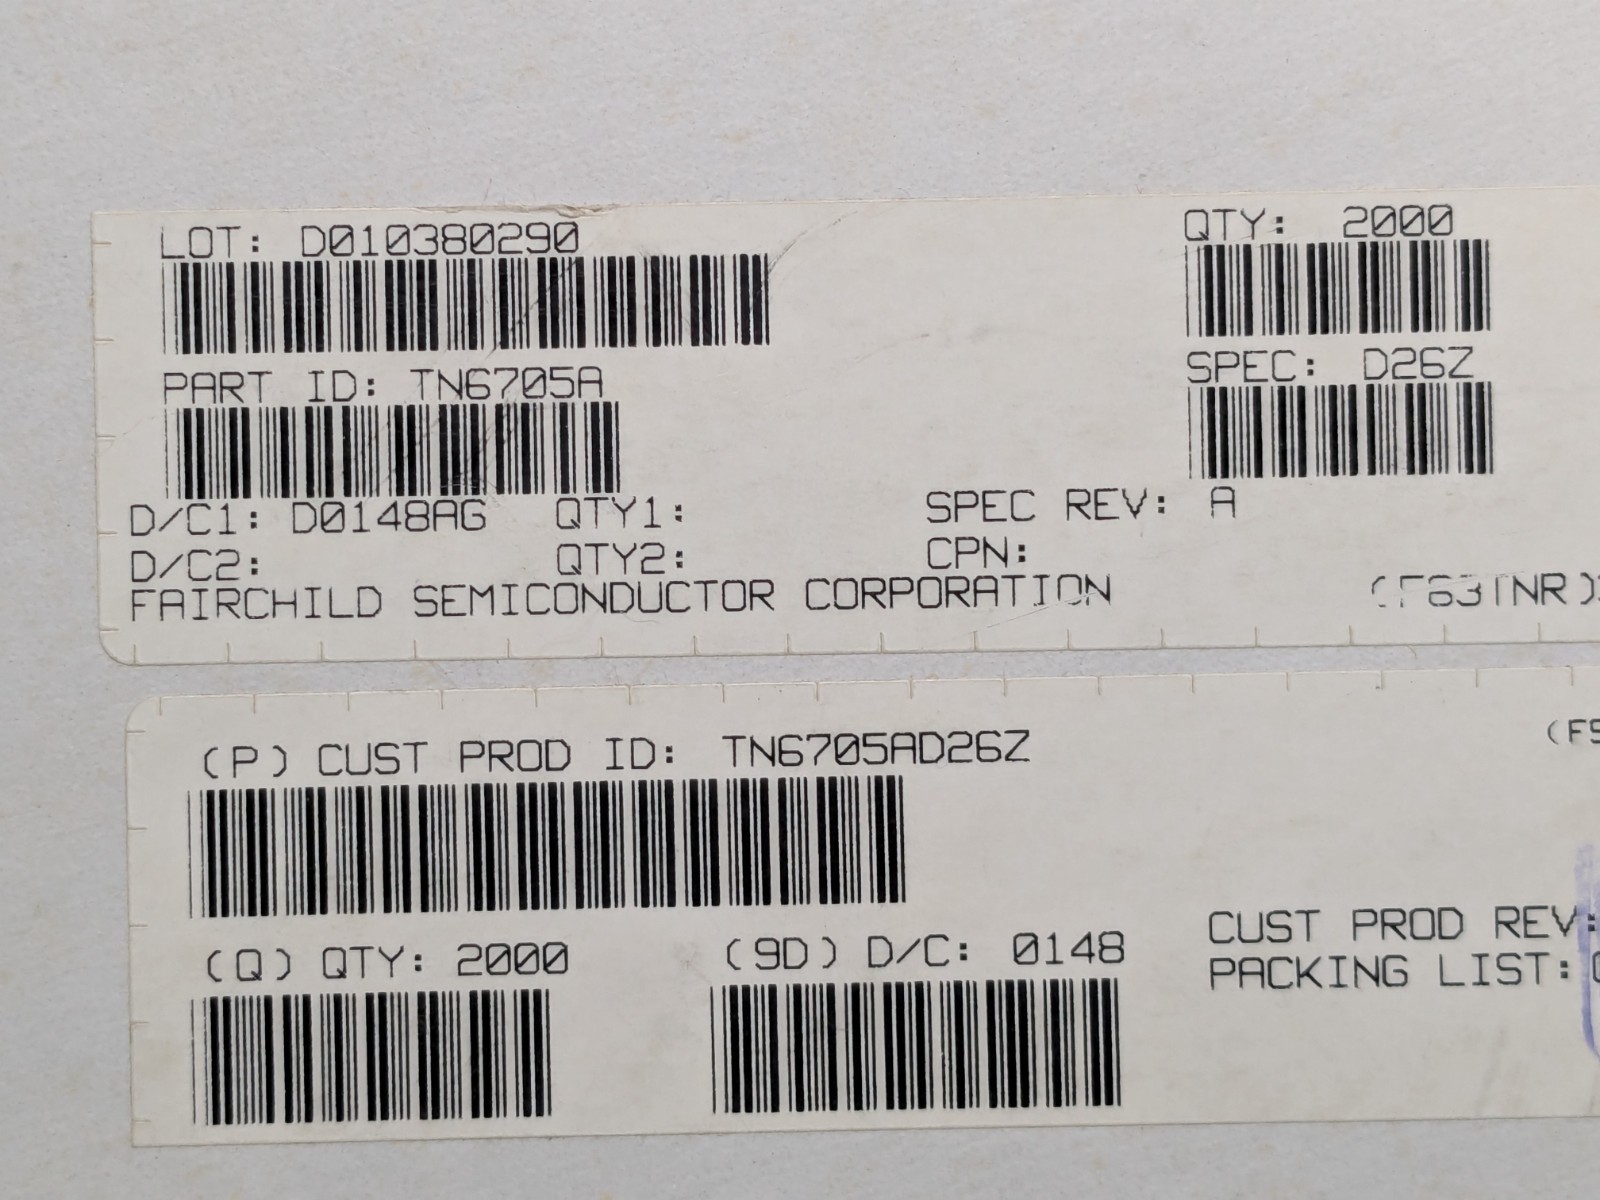 LOT: D010380290
QTY: 2000
PART ID: TN6705A
SPEC: D26Z
D/C1: D0148AG QTY1: SPEC REV: A
D/C2: QTY2: CPN:
FAIRCHILD SEMICONDUCTOR CORPORATION (F63TNR)
(P) CUST PROD ID: TN6705AD26Z
(Q) QTY: 2000 (9D) D/C: 0148
CUST PROD REV:
PACKING LIST: